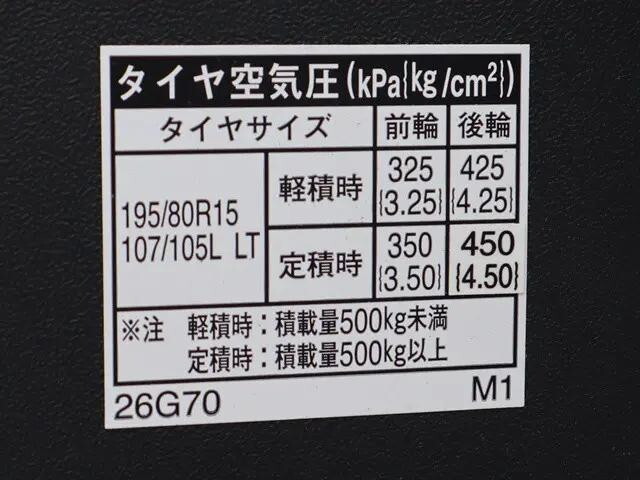 タイヤ空気圧(kPa{kg/cm²})
タイヤサイズ 前輪 後輪
195/80R15
107/105L LT
軽積時 325 425
{3.25} {4.25}
定積時 350 450
{3.50} {4.50}
※注 軽積時:積載量500kg未満
定積時:積載量500kg以上
26G70 M1